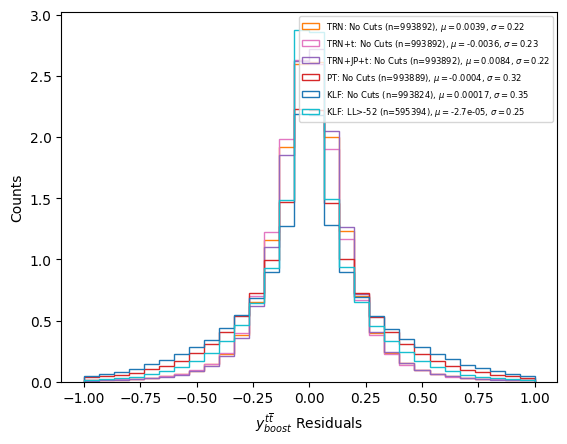 3.0
2.5
2.0
1.5
1.0
0.5
0.0
Counts
TRN: No Cuts (n=993892), μ = 0.0039, σ = 0.22
TRN+t: No Cuts (n=993892), μ = -0.0036, σ = 0.23
TRN+JP+t: No Cuts (n=993892), μ = 0.0084, σ = 0.22
PT: No Cuts (n=993889), μ = -0.0004, σ = 0.32
KLF: No Cuts (n=993824), μ = 0.00017, σ = 0.35
KLF: LL>-52 (n=595394), μ = -2.7e-05, σ = 0.25
−1.00 −0.75 −0.50 −0.25 0.00 0.25 0.50 0.75 1.00
$y_{boost}^{t\bar{t}}$ Residuals